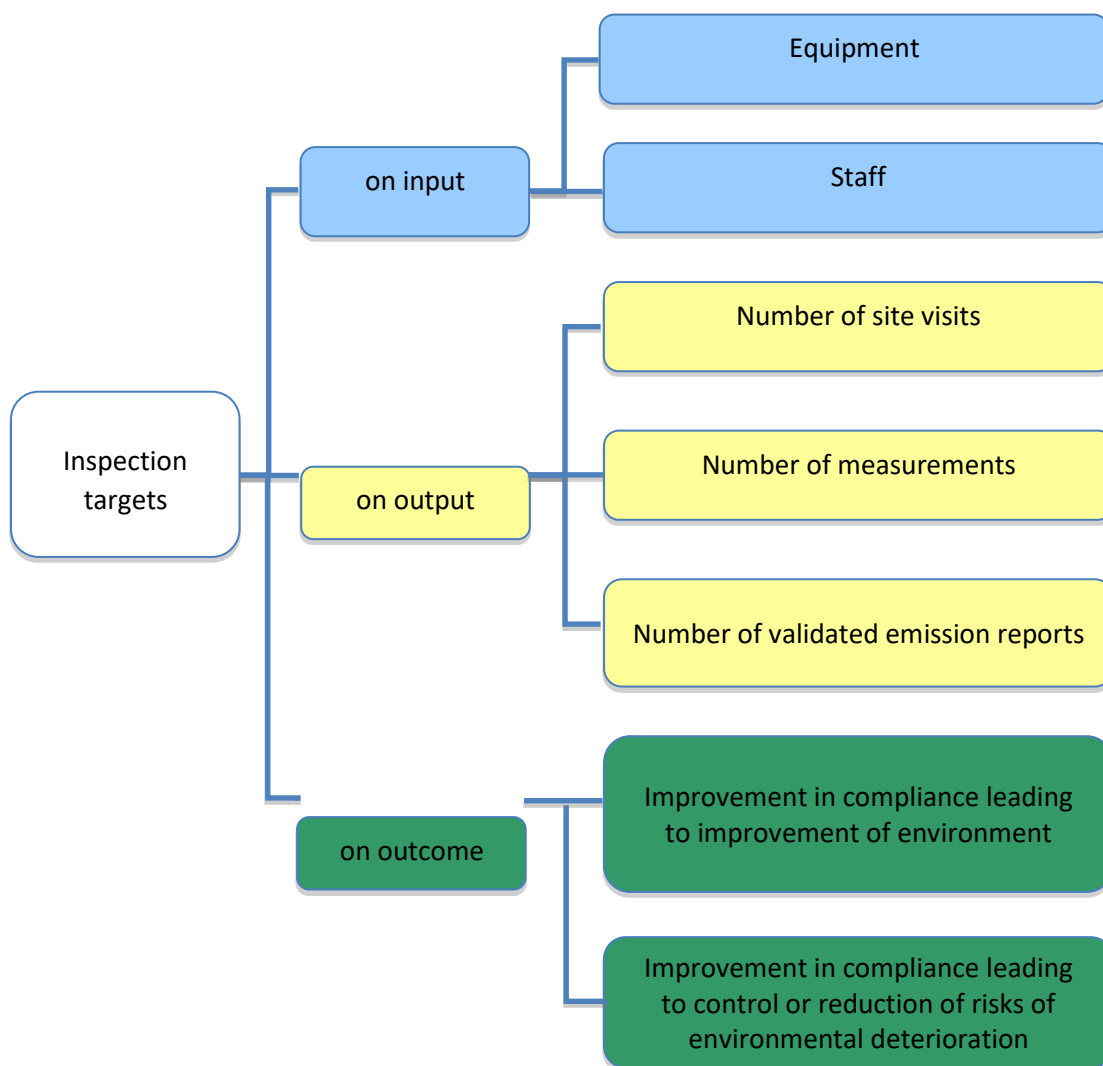 Equipment
on input
Staff
Number of site visits
Inspection
targets
on output
Number of measurements
Number of validated emission reports
on outcome
Improvement in compliance leading
to improvement of environment
Improvement in compliance leading
to control or reduction of risks of
environmental deterioration